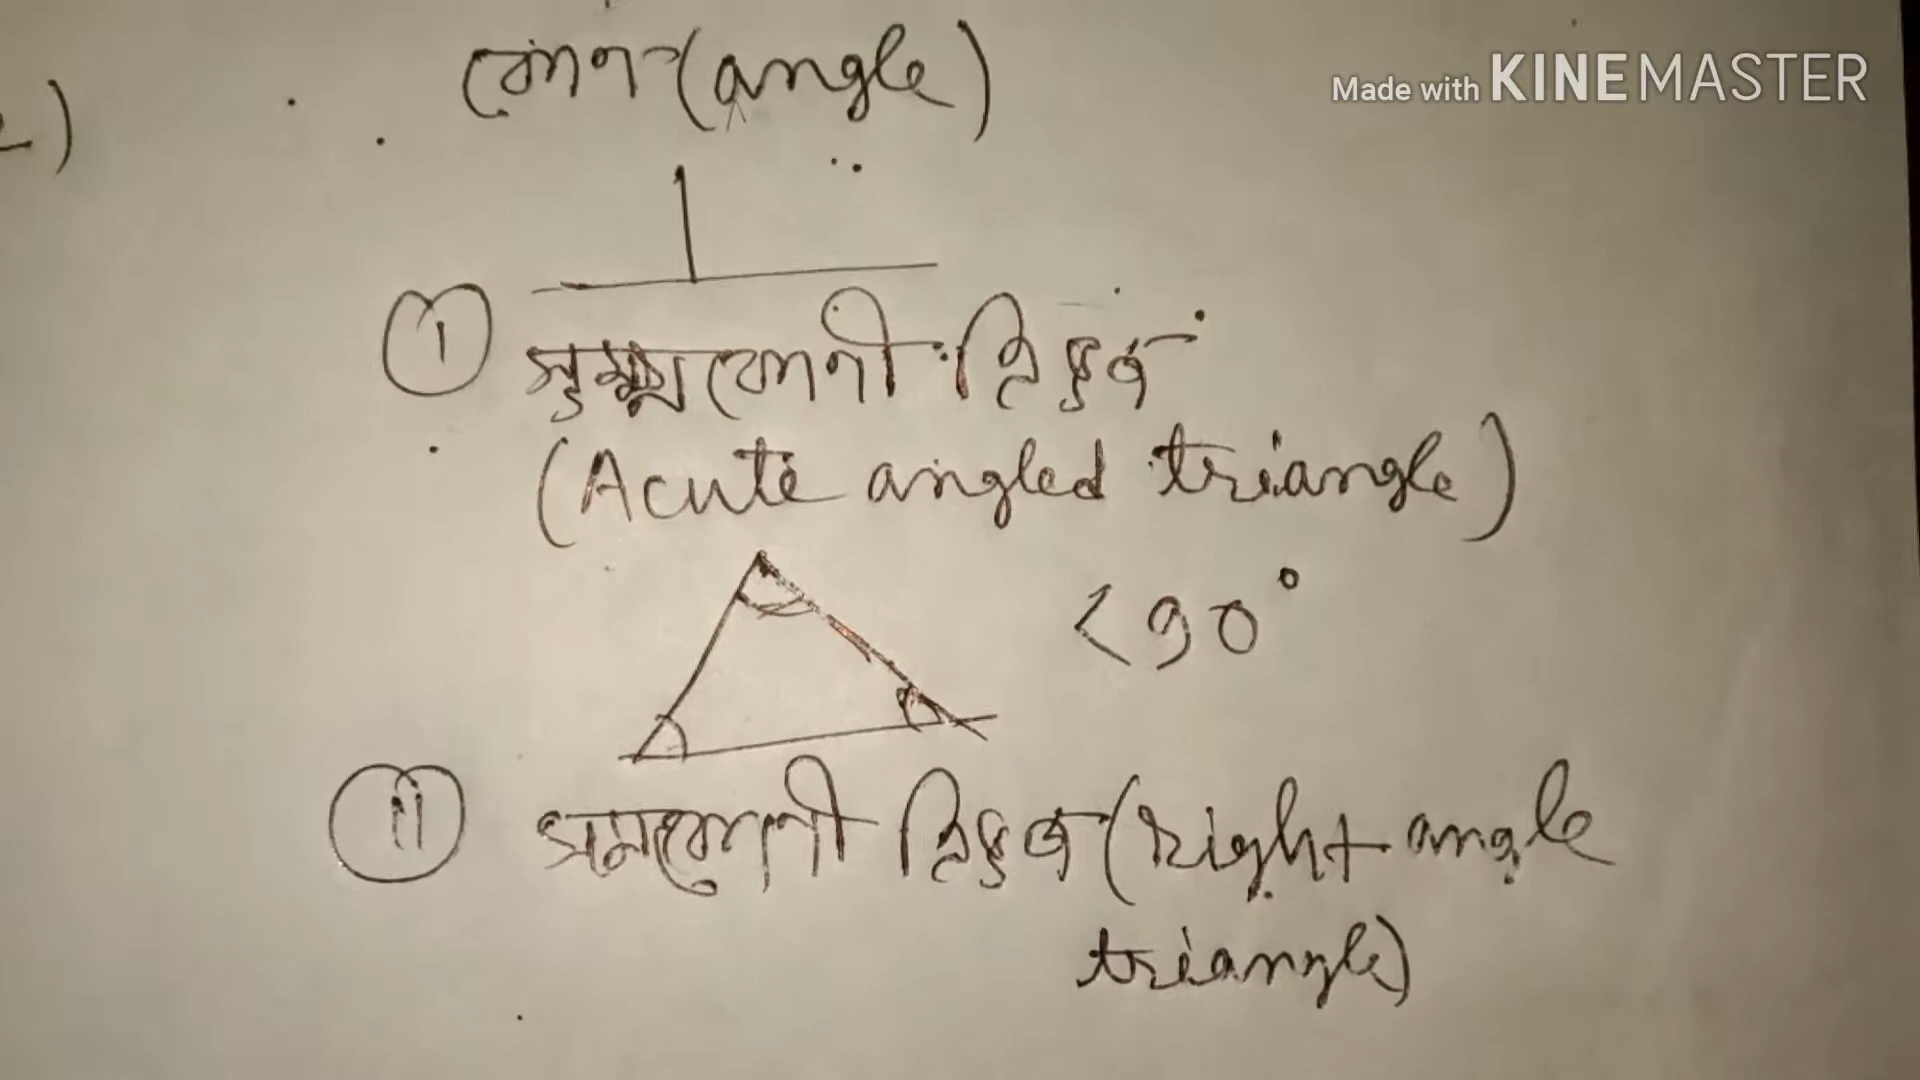 কোণ (angle)
Made with KINEMASTER
)
i সুক্ষ্মকোণী ত্রিভুজ
(Acute angled triangle)
< 90°
ii সমকোণী ত্রিভুজ (right angle
triangle)